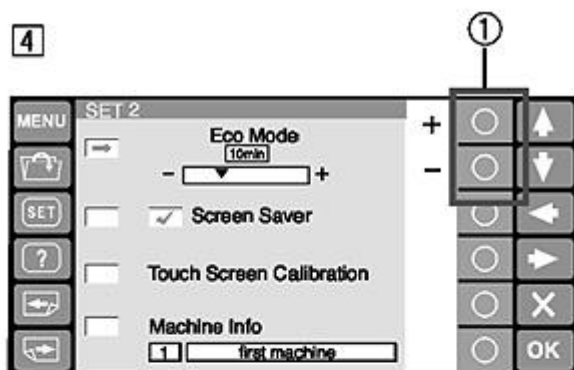 4
①
MENU
SET 2
Eco Mode
10min
- +
+
-
SET
✓ Screen Saver
?
Touch Screen Calibration
X
Machine Info
1 first machine
OK